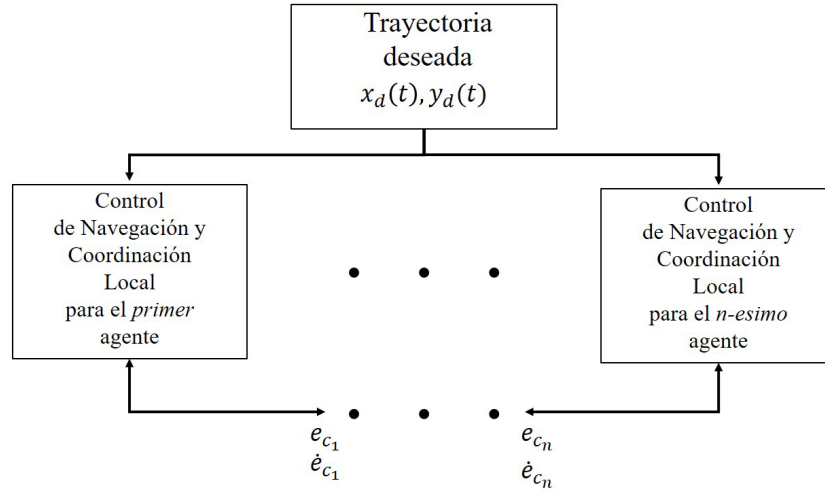 Trayectoria
deseada
x_d(t), y_d(t)
Control
de Navegación y
Coordinación
Local
para el primer
agente
Control
de Navegación y
Coordinación
Local
para el n-esimo
agente
e_{c_1}
ė_{c_1}
e_{c_n}
ė_{c_n}